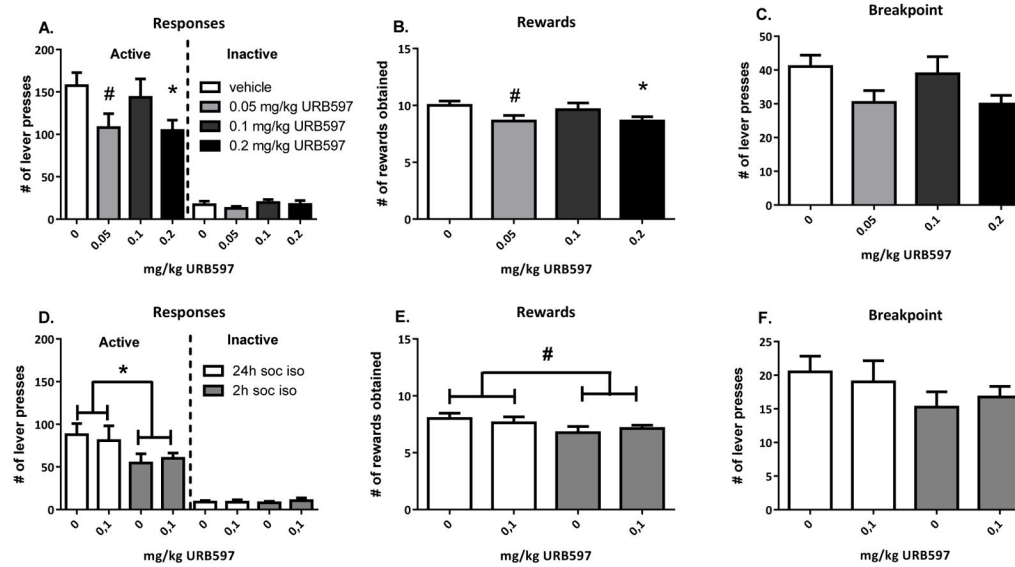 A.
Responses
Active
Inactive
# of lever presses
200
150
100
50
0
#
*
vehicle
0.05 mg/kg URB597
0.1 mg/kg URB597
0.2 mg/kg URB597
0 0.05 0.1 0.2 0 0.05 0.1 0.2
mg/kg URB597
B.
Rewards
# of rewards obtained
15
10
5
0
#
*
0 0.05 0.1 0.2
mg/kg URB597
C.
Breakpoint
# of lever presses
50
40
30
20
10
0
0 0.05 0.1 0.2
mg/kg URB597
D.
Responses
Active
Inactive
# of lever presses
200
150
100
50
0
*
24h soc iso
2h soc iso
0 0,1 0 0,1 0 0,1 0 0,1
mg/kg URB597
E.
Rewards
# of rewards obtained
15
10
5
0
#
0 0,1 0 0,1
mg/kg URB597
F.
Breakpoint
# of lever presses
25
20
15
10
5
0
0 0,1 0 0,1
mg/kg URB597